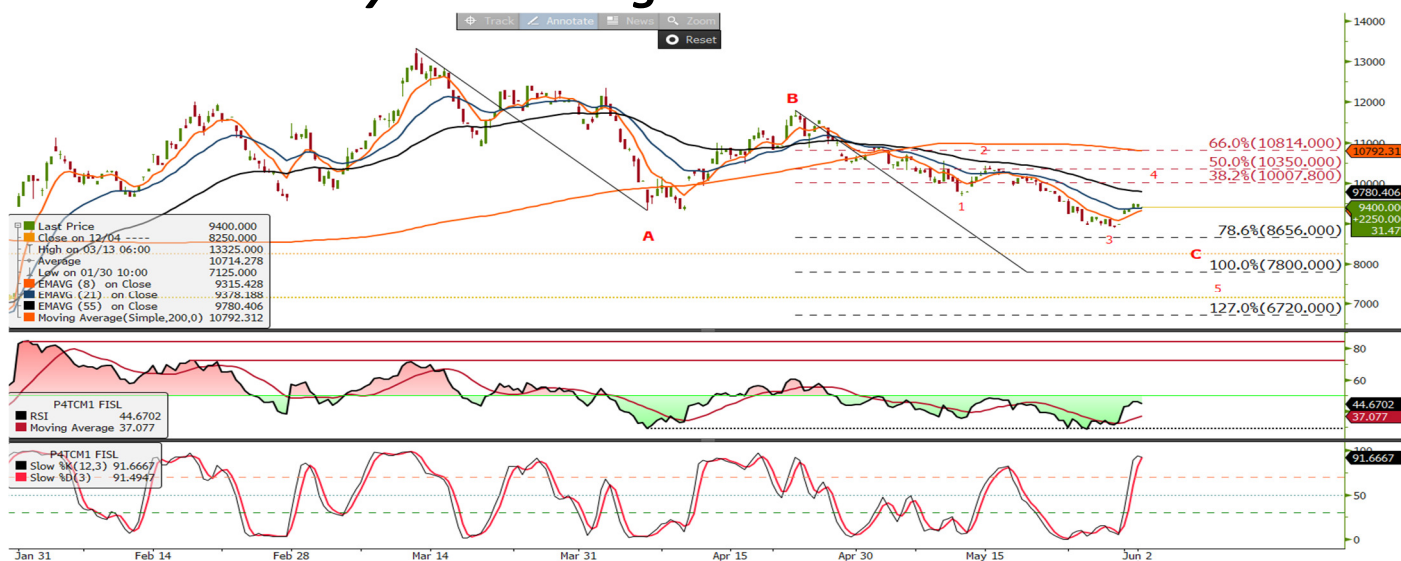 Track Annotate News Zoom
Reset
14000
13000
12000
11000
10000
8000
7000
B
A
C
1
2
3
4
5
66.0%(10814.000)
50.0%(10350.000)
38.2%(10007.800)
78.6%(8656.000)
100.0%(7800.000)
127.0%(6720.000)
10792.31
9780.406
9400.00
+2250.00
31.47
Last Price 9400.000
Close on 12/04 ---- 8250.000
High on 03/13 06:00 13325.000
Average 10714.278
Low on 01/30 10:00 7125.000
EMAVG (8) on Close 9315.428
EMAVG (21) on Close 9378.188
EMAVG (55) on Close 9780.406
Moving Average(Simple,200,0) 10792.312
P4TCM1 FISL
RSI 44.6702
Moving Average 37.077
80
60
44.6702
37.077
P4TCM1 FISL
Slow %K(12,3) 91.6667
Slow %D(3) 91.4947
100
91.6667
50
0
Jan 31 Feb 14 Feb 28 Mar 14 Mar 31 Apr 15 Apr 30 May 15 Jun 2